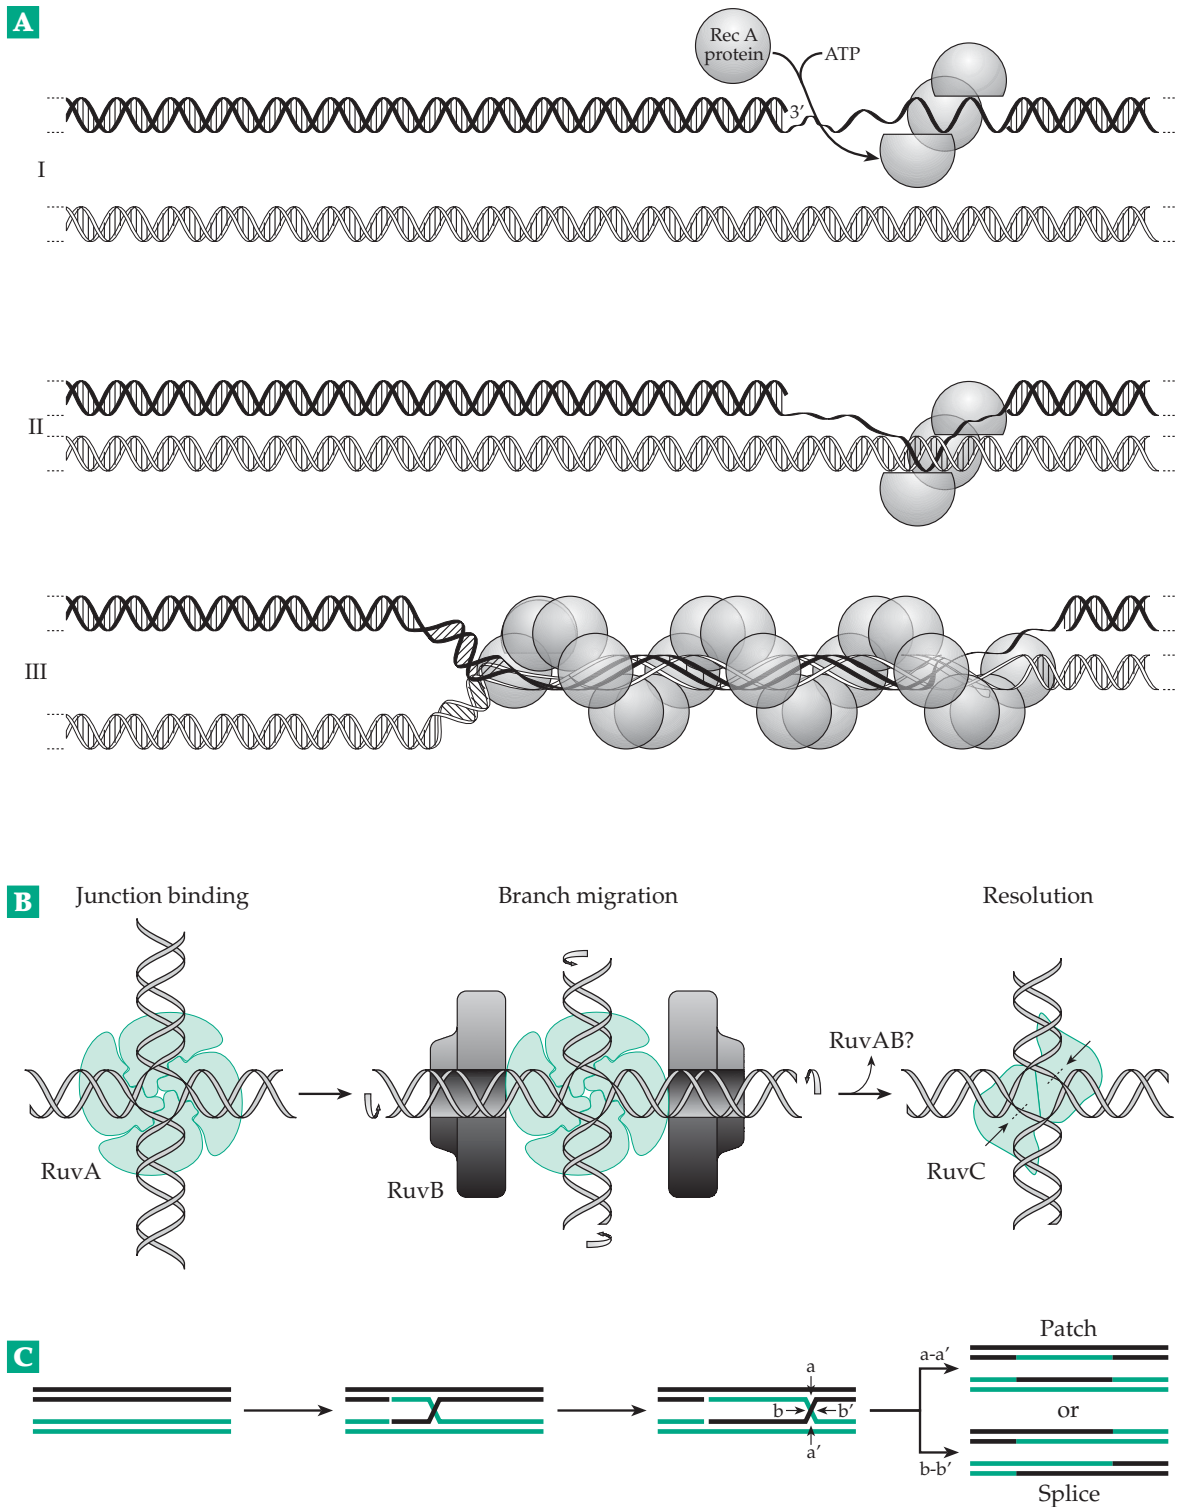 A
Rec A
protein
ATP
3′
I
II
III
B
Junction binding
Branch migration
Resolution
RuvAB?
RuvA
RuvB
RuvC
C
Patch
a
a-a′
b
b′
or
a′
b-b′
Splice